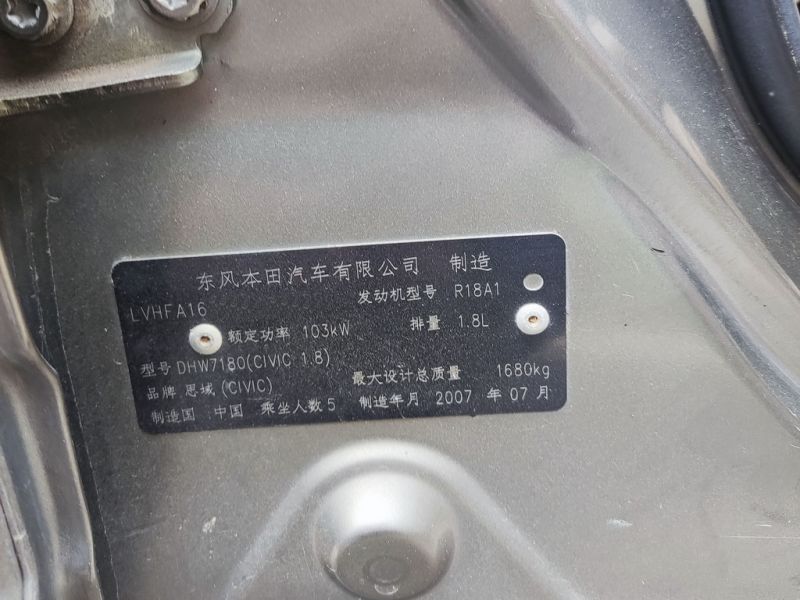 东风本田汽车有限公司 制造
LVHFA16 发动机型号 R18A1
额定功率 103kW 排量 1.8L
型号 DHW7180(CIVIC 1.8)
品牌 思域(CIVIC) 最大设计总质量 1680kg
制造国 中国 乘坐人数 5 制造年月 2007 年 07 月